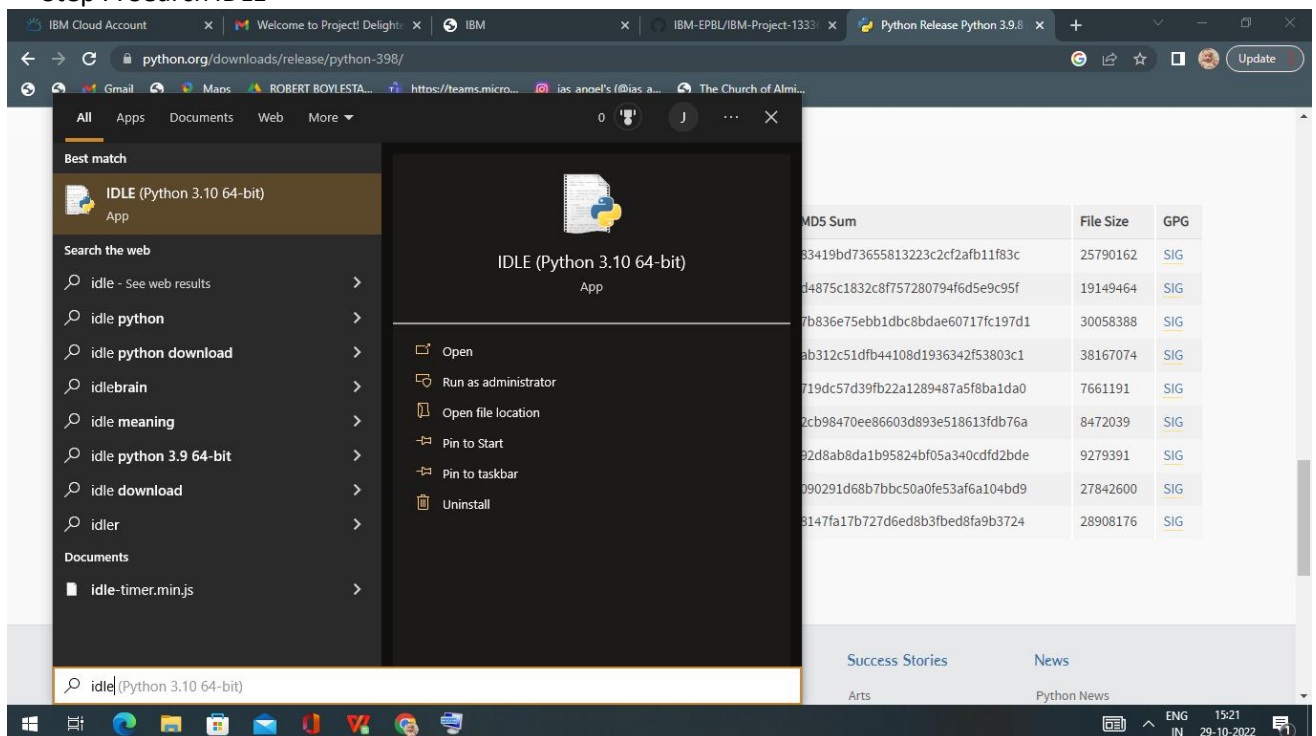 IBM Cloud Account
Welcome to Project! Delight
IBM
IBM-EPBL/IBM-Project-1333
Python Release Python 3.9.8
python.org/downloads/release/python-398/
Update
Gmail
Maps
ROBERT BOYLESTA...
https://teams.micro...
ias angel's (@ias a...
The Church of Almi...
All Apps Documents Web More
0 J ...
Best match
IDLE (Python 3.10 64-bit)
App
Search the web
idle - See web results
idle python
idle python download
idlebrain
idle meaning
idle python 3.9 64-bit
idle download
idler
Documents
idle-timer.min.js
idle (Python 3.10 64-bit)
IDLE (Python 3.10 64-bit)
App
Open
Run as administrator
Open file location
Pin to Start
Pin to taskbar
Uninstall
MD5 Sum File Size GPG
83419bd73655813223c2cf2afb11f83c 25790162 SIG
d4875c1832c8f757280794f6d5e9c95f 19149464 SIG
7b836e75ebb1dbc8bdae60717fc197d1 30058388 SIG
ab312c51dfb44108d1936342f53803c1 38167074 SIG
719dc57d39fb22a1289487a5f8ba1da0 7661191 SIG
2cb98470ee86603d893e518613fdb76a 8472039 SIG
92d8ab8da1b95824bf05a340cdfd2bde 9279391 SIG
090291d68b7bbc50a0fe53af6a104bd9 27842600 SIG
8147fa17b727d6ed8b3fbed8fa9b3724 28908176 SIG
Success Stories News
Arts Python News
ENG 15:21
IN 29-10-2022